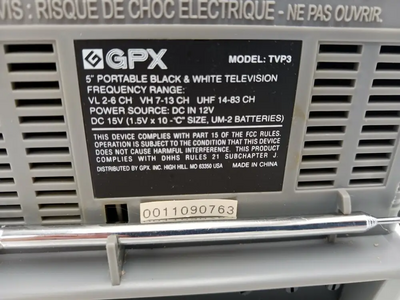 VIS : RISQUE DE CHOC ELECTRIQUE - NE PAS OUVRIR.
GPX MODEL: TVP3
5" PORTABLE BLACK & WHITE TELEVISION
FREQUENCY RANGE:
VL 2-6 CH VH 7-13 CH UHF 14-83 CH
POWER SOURCE: DC IN 12V
DC 15V (1.5V x 10 -"C" SIZE, UM-2 BATTERIES)
THIS DEVICE COMPLIES WITH PART 15 OF THE FCC RULES.
OPERATION IS SUBJECT TO THE CONDITION THAT THIS DEVICE
DOES NOT CAUSE HARMFUL INTERFERENCE. THIS PRODUCT
COMPLY WITH DHHS RULES 21 SUBCHAPTER J.
DISTRIBUTED BY GPX, INC. HIGH HILL MO 63350 USA MADE IN CHINA
0011090763